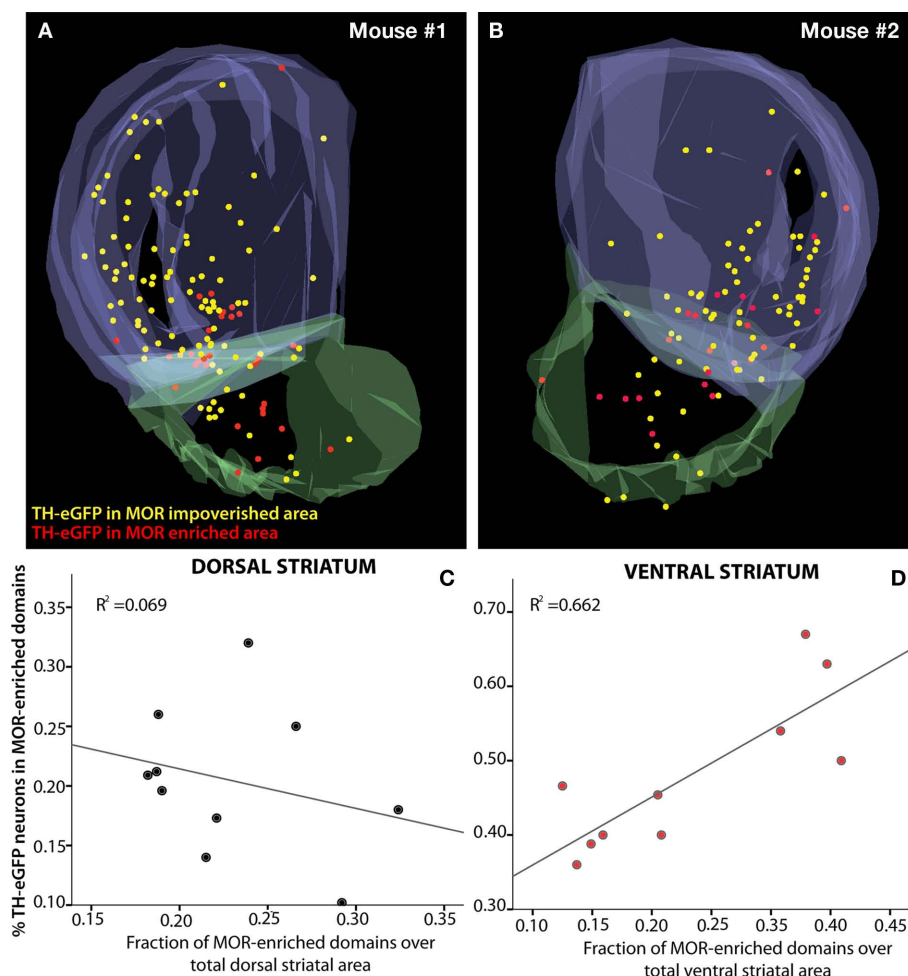 A
Mouse #1
B
Mouse #2
TH-eGFP in MOR impoverished area
TH-eGFP in MOR enriched area
DORSAL STRIATUM
C
R² =0.069
% TH-eGFP neurons in MOR-enriched domains
0.35
0.30
0.25
0.20
0.15
0.10
0.15 0.20 0.25 0.30 0.35
Fraction of MOR-enriched domains over
total dorsal striatal area
VENTRAL STRIATUM
D
R² =0.662
0.70
0.60
0.50
0.40
0.30
0.10 0.15 0.20 0.25 0.30 0.35 0.40 0.45
Fraction of MOR-enriched domains over
total ventral striatal area